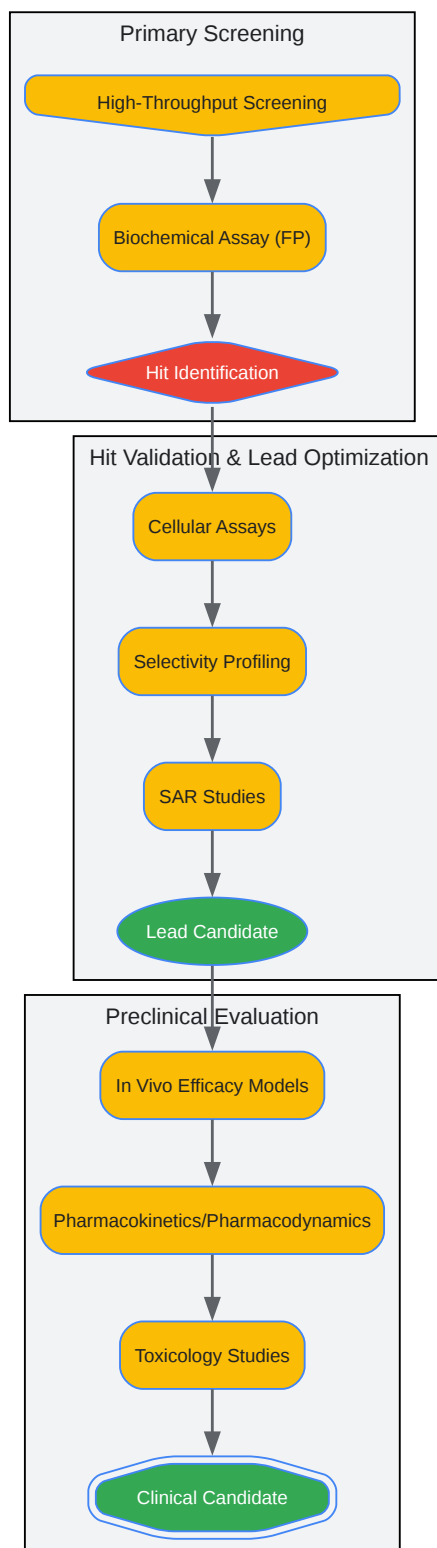 Primary Screening
High-Throughput Screening
Biochemical Assay (FP)
Hit Identification
Hit Validation & Lead Optimization
Cellular Assays
Selectivity Profiling
SAR Studies
Lead Candidate
Preclinical Evaluation
In Vivo Efficacy Models
Pharmacokinetics/Pharmacodynamics
Toxicology Studies
Clinical Candidate